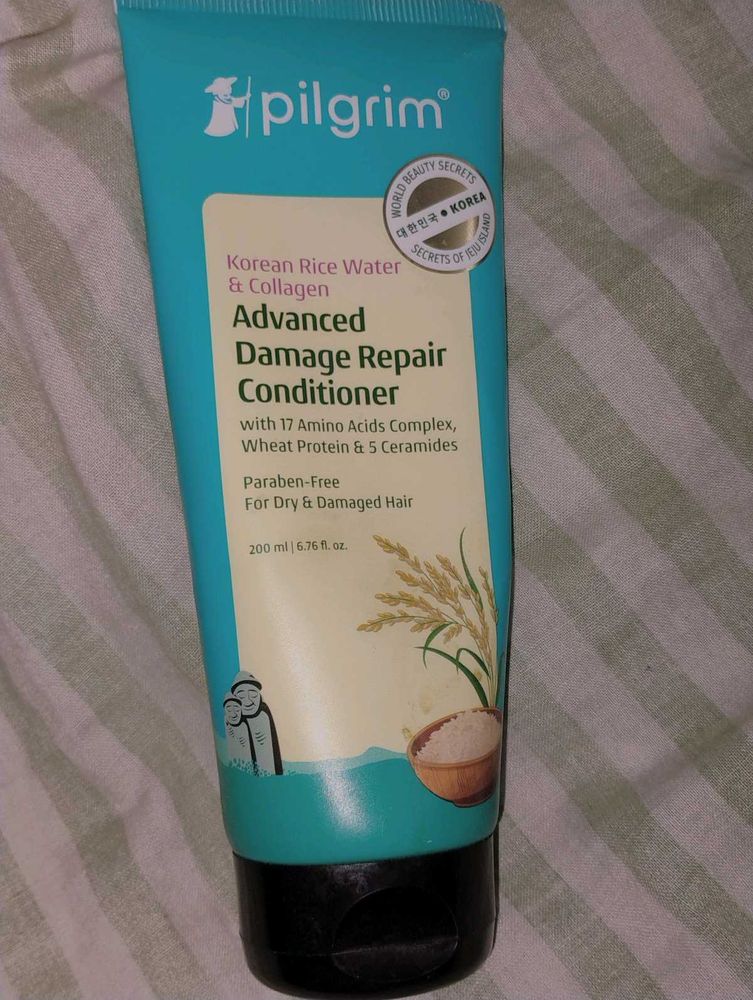 pilgrim®
WORLD BEAUTY SECRETS
대한민국 • KOREA
SECRETS OF JEJU ISLAND
Korean Rice Water
& Collagen
Advanced
Damage Repair
Conditioner
with 17 Amino Acids Complex,
Wheat Protein & 5 Ceramides
Paraben-Free
For Dry & Damaged Hair
200 ml | 6.76 fl. oz.